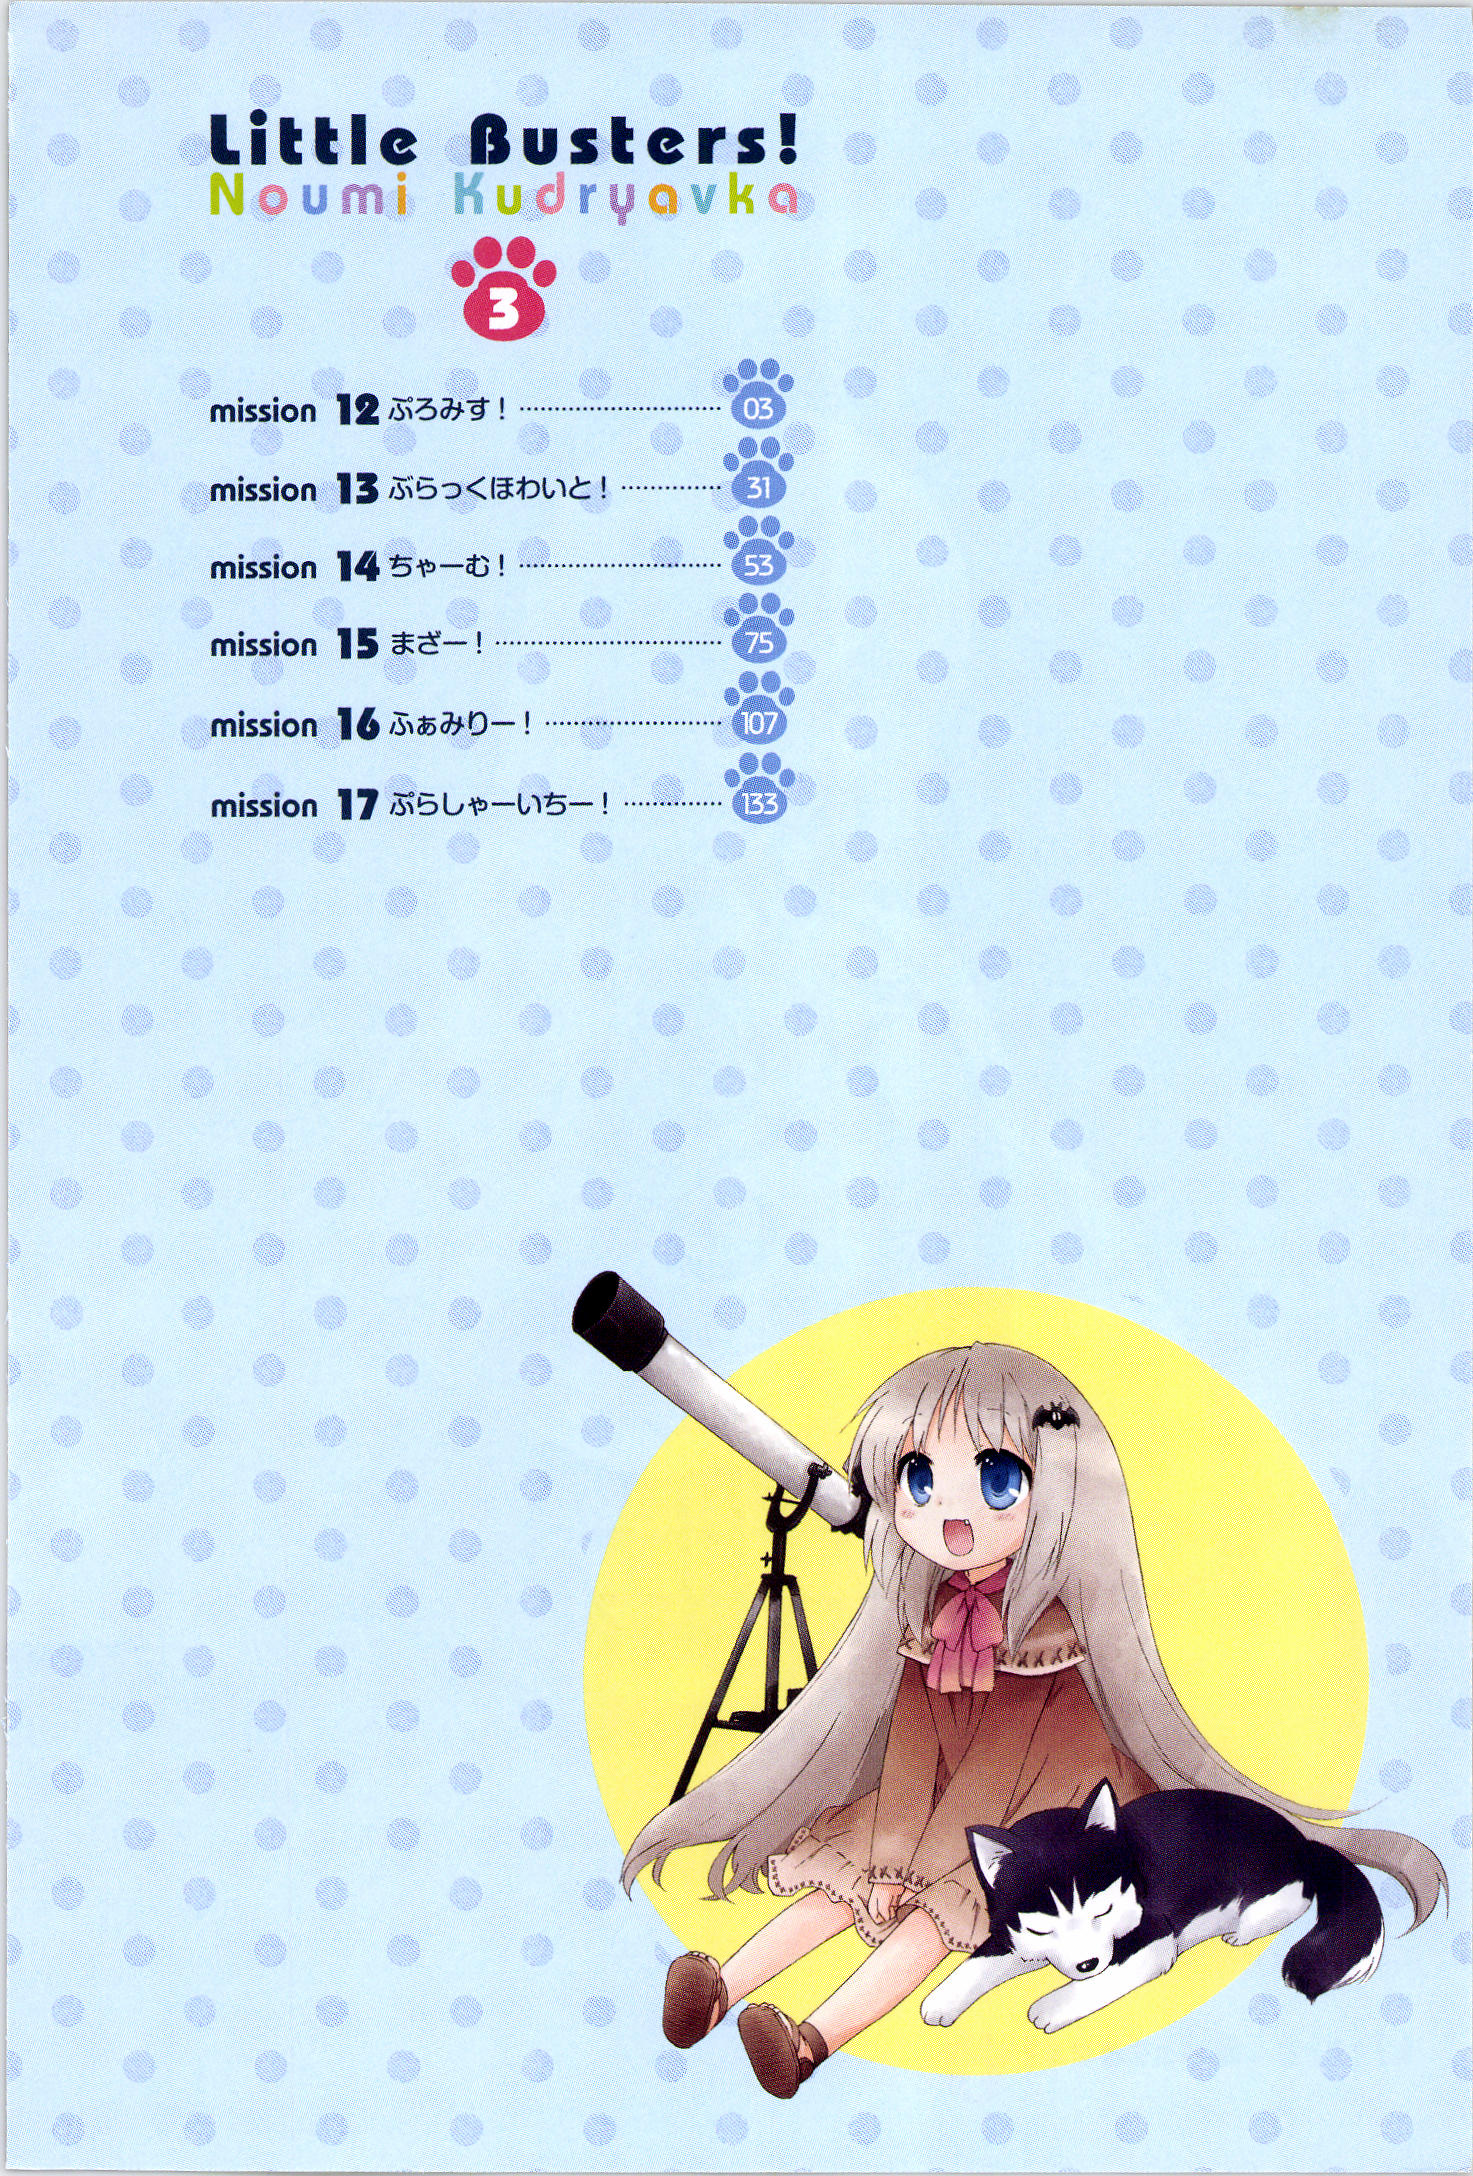 Little Busters!
Noumi Kudryavka
3
mission 12 ぷろみす！ 03
mission 13 ぶらっくほわいと！ 31
mission 14 ちゃーむ！ 53
mission 15 まざー！ 75
mission 16 ふぁみりー！ 107
mission 17 ぷらしゃーいちー！ 133